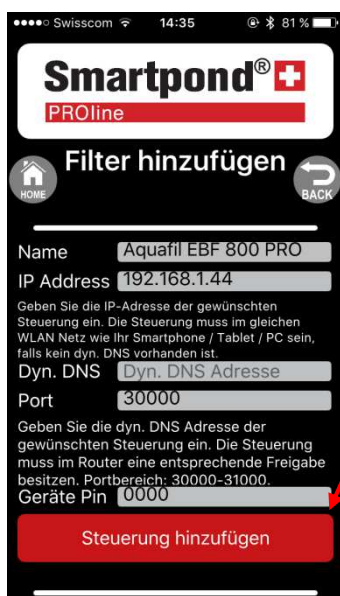 Swisscom 14:35 81 %
Smartpond®
PROline
Filter hinzufügen
HOME
BACK
Name Aquafil EBF 800 PRO
IP Address 192.168.1.44
Geben Sie die IP-Adresse der gewünschten
Steuerung ein. Die Steuerung muss im gleichen
WLAN Netz wie Ihr Smartphone / Tablet / PC sein,
falls kein dyn. DNS vorhanden ist.
Dyn. DNS Dyn. DNS Adresse
Port 30000
Geben Sie die dyn. DNS Adresse der
gewünschten Steuerung ein. Die Steuerung
muss im Router eine entsprechende Freigabe
besitzen. Portbereich: 30000-31000.
Geräte Pin 0000
Steuerung hinzufügen